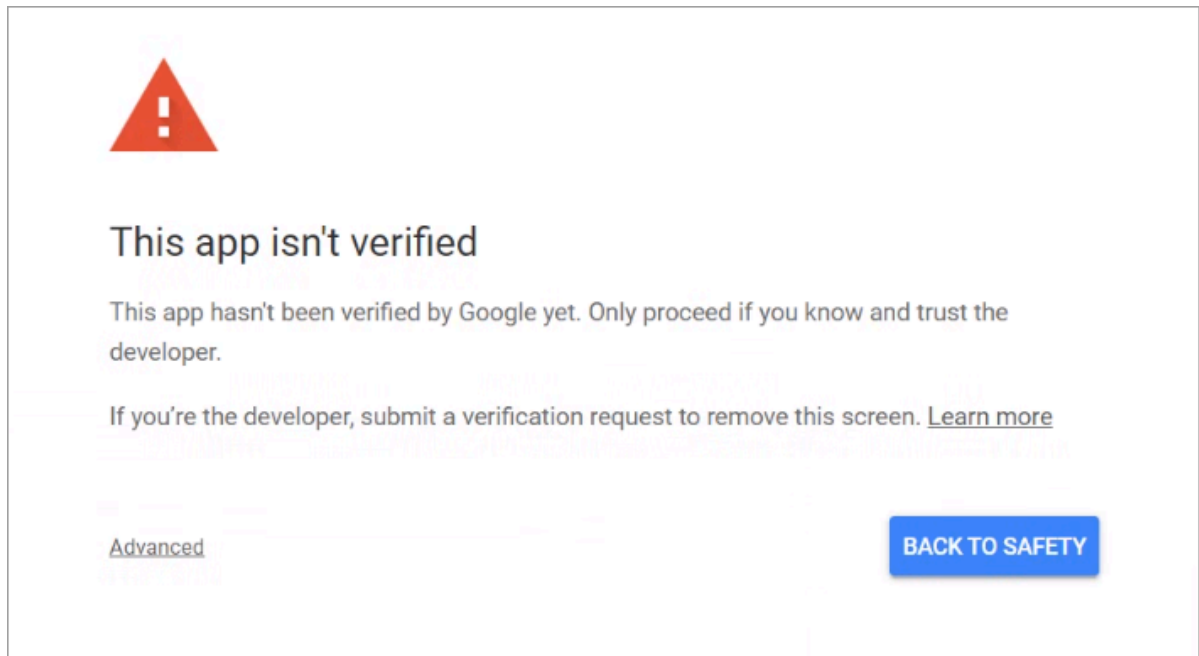 This app isn't verified
This app hasn't been verified by Google yet. Only proceed if you know and trust the
developer.
If you’re the developer, submit a verification request to remove this screen. Learn more
Advanced
BACK TO SAFETY